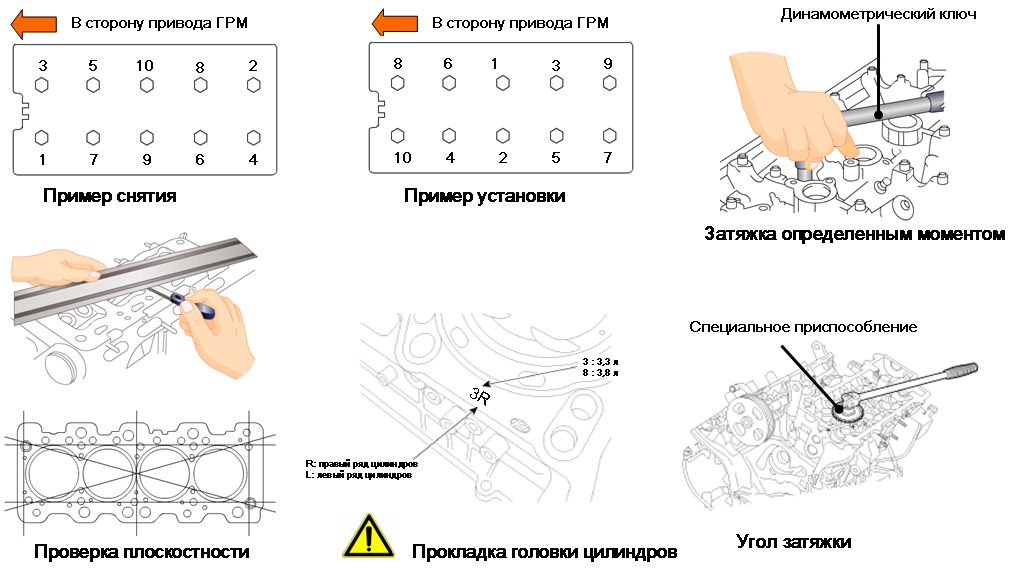 В сторону привода ГРМ
3 5 10 8 2
1 7 9 6 4
Пример снятия
В сторону привода ГРМ
8 6 1 3 9
10 4 2 5 7
Пример установки
Динамометрический ключ
Затяжка определенным моментом
Проверка плоскостности
3 : 3,3 л
8 : 3,8 л
3R
R: правый ряд цилиндров
L: левый ряд цилиндров
Прокладка головки цилиндров
Специальное приспособление
Угол затяжки